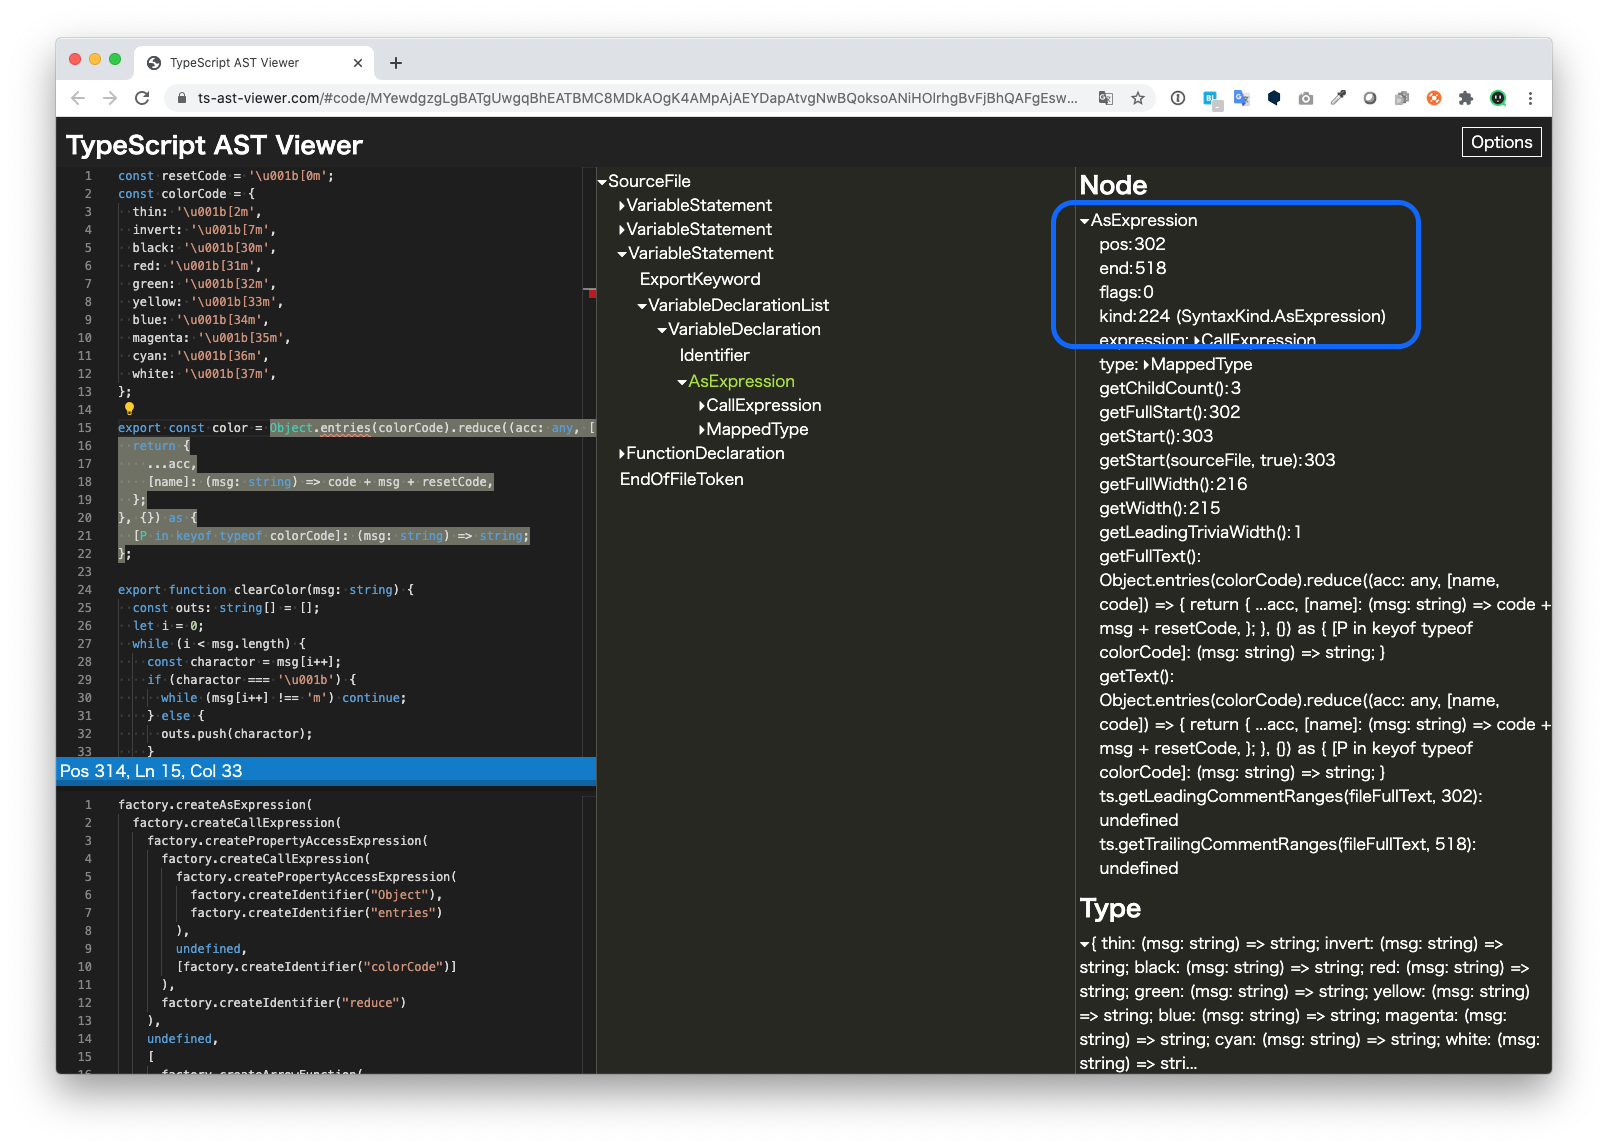 TypeScript AST Viewer
ts-ast-viewer.com/#code/MYewdgzgLgBATgUwgqBhEATBMC8MDkAOgK4AMpAjAEYDapAtvgNwBQoksoANiHOlrhgBvFjBhQAFgEsw...
TypeScript AST Viewer
Options
1 const resetCode = '\u001b[0m';
2 const colorCode = {
3 thin: '\u001b[2m',
4 invert: '\u001b[7m',
5 black: '\u001b[30m',
6 red: '\u001b[31m',
7 green: '\u001b[32m',
8 yellow: '\u001b[33m',
9 blue: '\u001b[34m',
10 magenta: '\u001b[35m',
11 cyan: '\u001b[36m',
12 white: '\u001b[37m',
13 };
14
15 export const color = Object.entries(colorCode).reduce((acc: any, [
16 return {
17 ...acc,
18 [name]: (msg: string) => code + msg + resetCode,
19 };
20 }, {}) as {
21 [P in keyof typeof colorCode]: (msg: string) => string;
22 };
23
24 export function clearColor(msg: string) {
25 const outs: string[] = [];
26 let i = 0;
27 while (i < msg.length) {
28 const charactor = msg[i++];
29 if (charactor === '\u001b') {
30 while (msg[i++] !== 'm') continue;
31 } else {
32 outs.push(charactor);
33 }
Pos 314, Ln 15, Col 33
1 factory.createAsExpression(
2 factory.createCallExpression(
3 factory.createPropertyAccessExpression(
4 factory.createCallExpression(
5 factory.createPropertyAccessExpression(
6 factory.createIdentifier("Object"),
7 factory.createIdentifier("entries")
8 ),
9 undefined,
10 [factory.createIdentifier("colorCode")]
11 ),
12 factory.createIdentifier("reduce")
13 ),
14 undefined,
15 [
16 factory.createArrowFunction(
SourceFile
VariableStatement
VariableStatement
VariableStatement
ExportKeyword
VariableDeclarationList
VariableDeclaration
Identifier
AsExpression
CallExpression
MappedType
FunctionDeclaration
EndOfFileToken
Node
AsExpression
pos:302
end:518
flags:0
kind:224 (SyntaxKind.AsExpression)
expression: CallExpression
type: MappedType
getChildCount():3
getFullStart():302
getStart():303
getStart(sourceFile, true):303
getFullWidth():216
getWidth():215
getLeadingTriviaWidth():1
getFullText():
Object.entries(colorCode).reduce((acc: any, [name,
code]) => { return { ...acc, [name]: (msg: string) => code +
msg + resetCode, }; }, {}) as { [P in keyof typeof
colorCode]: (msg: string) => string; }
getText():
Object.entries(colorCode).reduce((acc: any, [name,
code]) => { return { ...acc, [name]: (msg: string) => code +
msg + resetCode, }; }, {}) as { [P in keyof typeof
colorCode]: (msg: string) => string; }
ts.getLeadingCommentRanges(fileFullText, 302):
undefined
ts.getTrailingCommentRanges(fileFullText, 518):
undefined
Type
{ thin: (msg: string) => string; invert: (msg: string) =>
string; black: (msg: string) => string; red: (msg: string) =>
string; green: (msg: string) => string; yellow: (msg: string)
=> string; blue: (msg: string) => string; magenta: (msg:
string) => string; cyan: (msg: string) => string; white: (msg:
string) => stri...